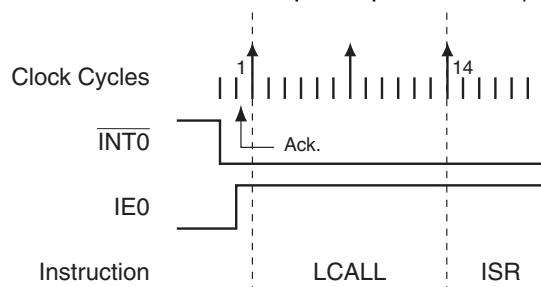 1
14
Clock Cycles
INT0
Ack.
IE0
Instruction LCALL ISR